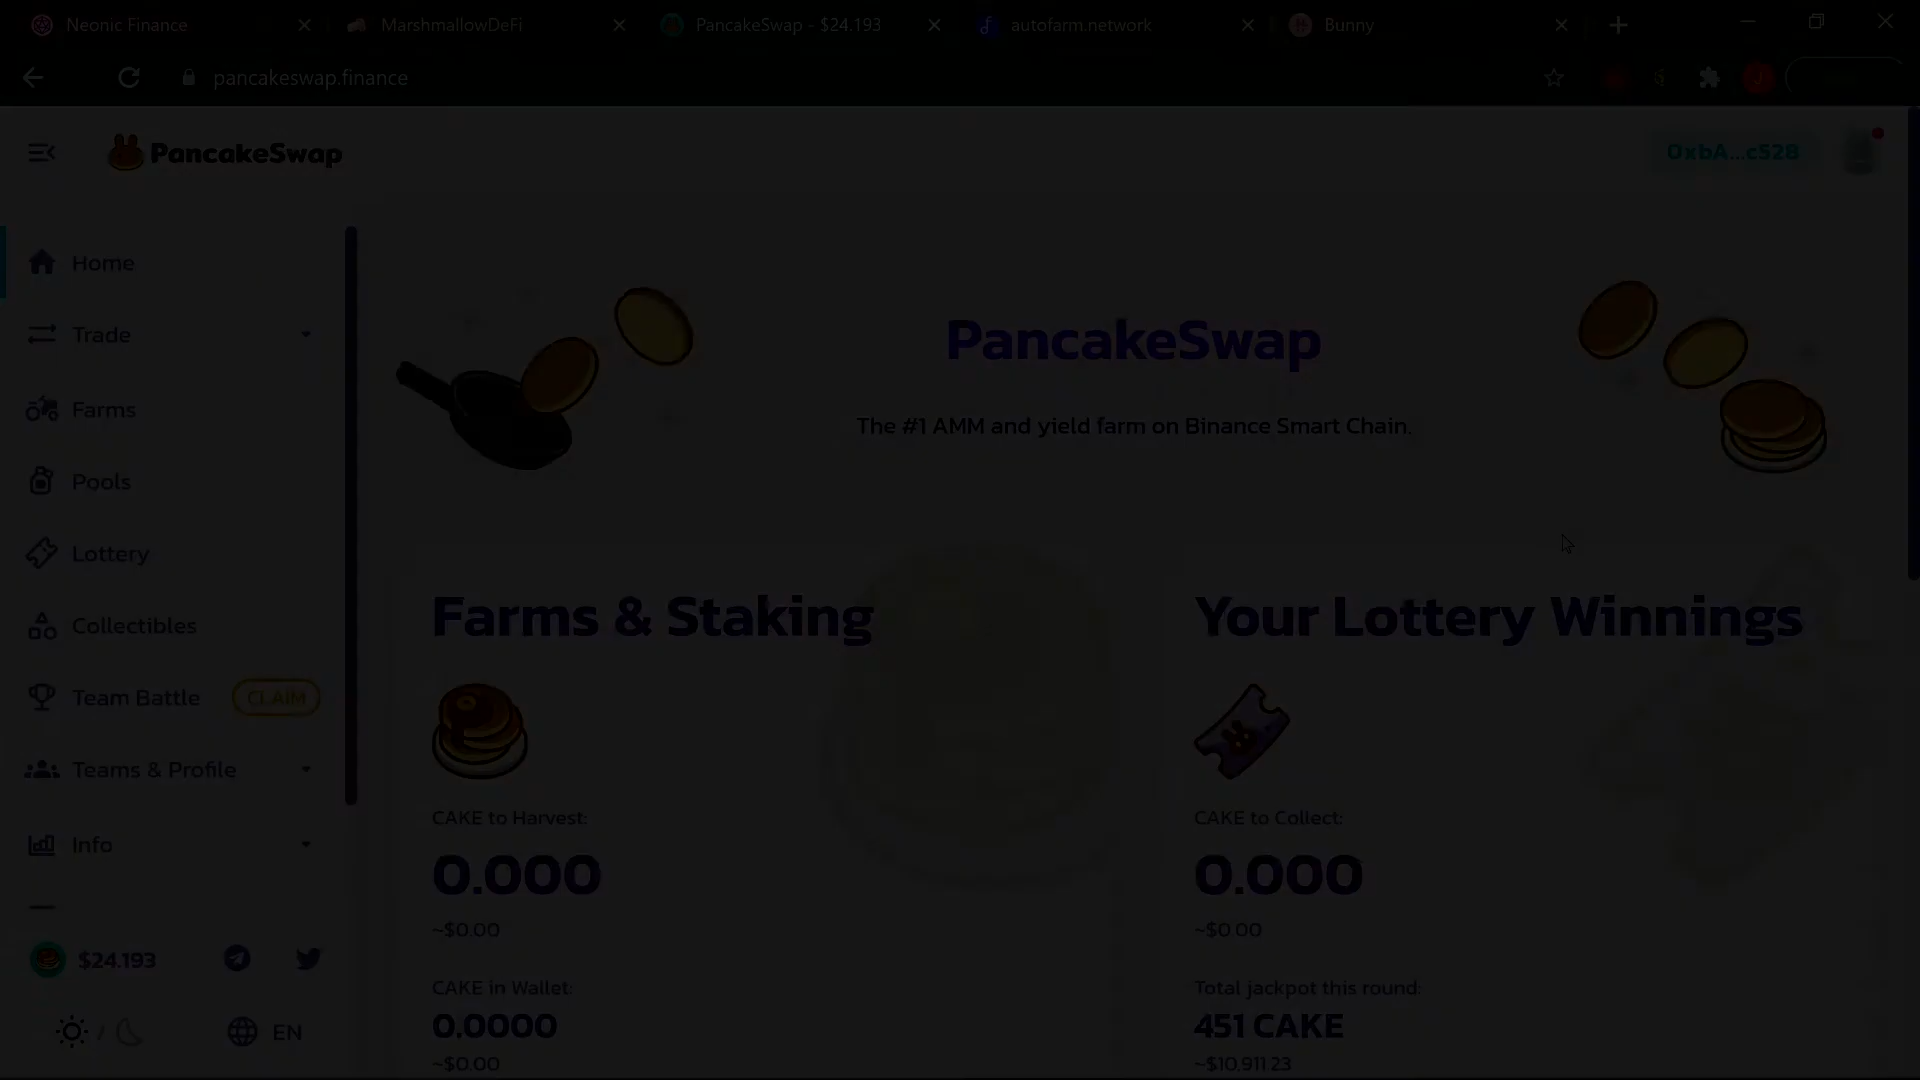 Neonic Finance
MarshmallowDeFi
PancakeSwap - $24.193
autofarm.network
Bunny
pancakeswap.finance
J
PancakeSwap
0xbA...c528
Home
Trade
Farms
Pools
Lottery
Collectibles
Team Battle
CLAIM
Teams & Profile
Info
$24.193
/
EN
PancakeSwap
The #1 AMM and yield farm on Binance Smart Chain.
Farms & Staking
CAKE to Harvest:
0.000
~$0.00
CAKE in Wallet:
0.0000
~$0.00
Your Lottery Winnings
CAKE to Collect:
0.000
~$0.00
Total jackpot this round:
451 CAKE
~$10,911.23